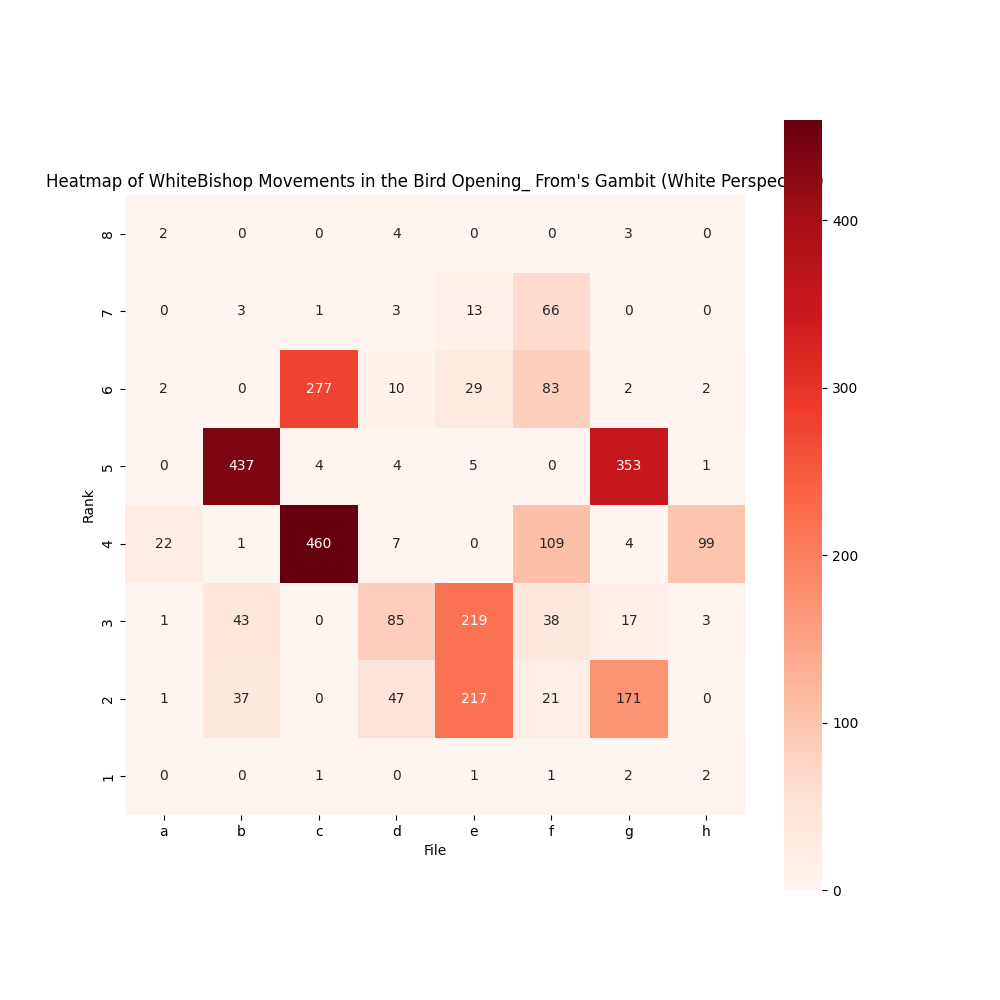 Heatmap of WhiteBishop Movements in the Bird Opening_ From's Gambit (White Perspec
8 2 0 0 4 0 0 3 0
400
7 0 3 1 3 13 66 0 0
6 2 0 277 10 29 83 2 2
300
5 0 437 4 4 5 0 353 1
Rank
4 22 1 460 7 0 109 4 99
200
3 1 43 0 85 219 38 17 3
2 1 37 0 47 217 21 171 0
100
1 0 0 1 0 1 1 2 2
a b c d e f g h
File
0